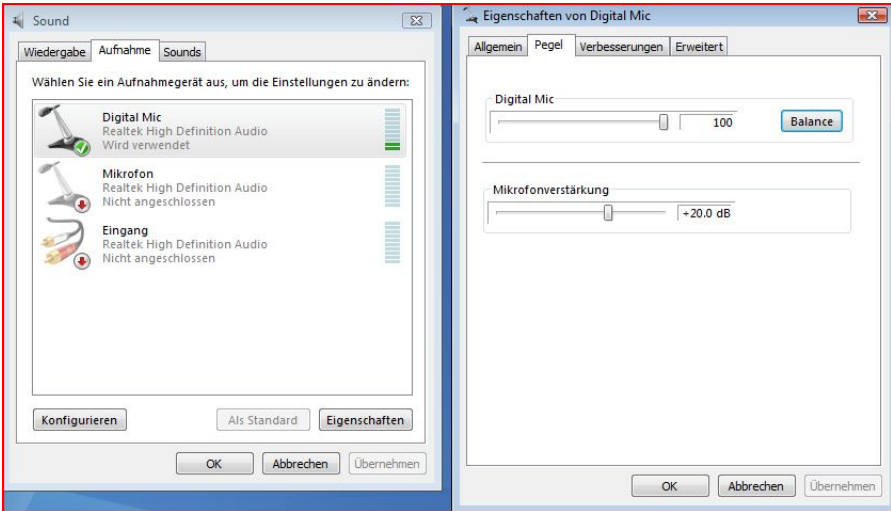 Sound
Wiedergabe Aufnahme Sounds
Wählen Sie ein Aufnahmegerät aus, um die Einstellungen zu ändern:
Digital Mic
Realtek High Definition Audio
Wird verwendet
Mikrofon
Realtek High Definition Audio
Nicht angeschlossen
Eingang
Realtek High Definition Audio
Nicht angeschlossen
Konfigurieren Als Standard Eigenschaften
OK Abbrechen Übernehmen
Eigenschaften von Digital Mic
Allgemein Pegel Verbesserungen Erweitert
Digital Mic
100 Balance
Mikrofonverstärkung
+20.0 dB
OK Abbrechen Übernehmen